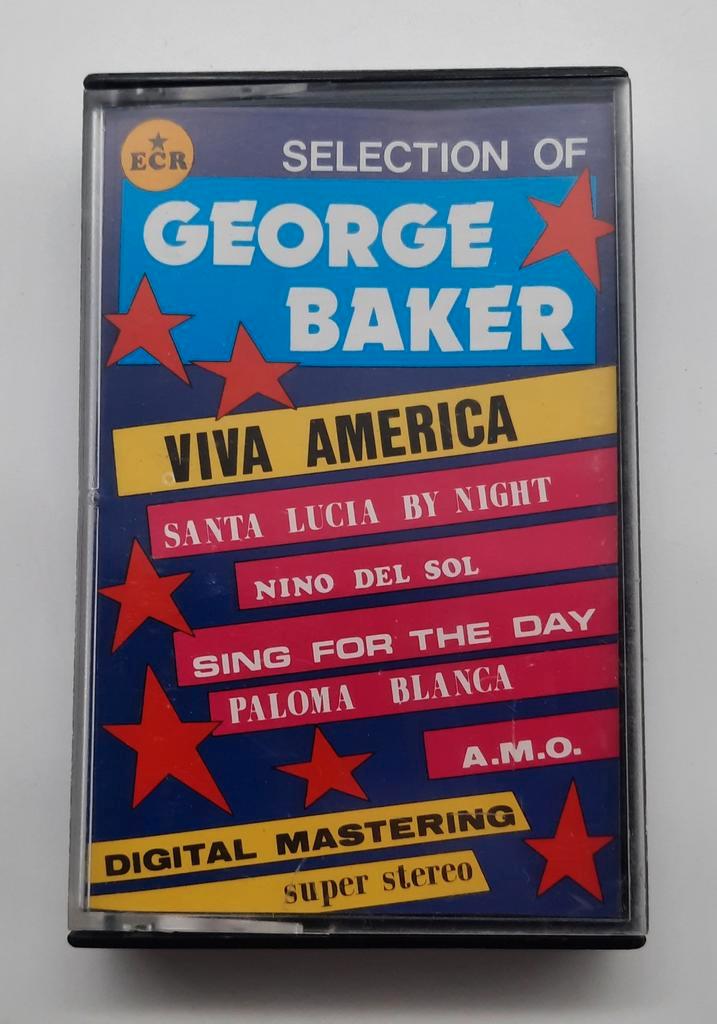 ECR
SELECTION OF
GEORGE
BAKER
VIVA AMERICA
SANTA LUCIA BY NIGHT
NINO DEL SOL
SING FOR THE DAY
PALOMA BLANCA
A.M.O.
DIGITAL MASTERING
super stereo